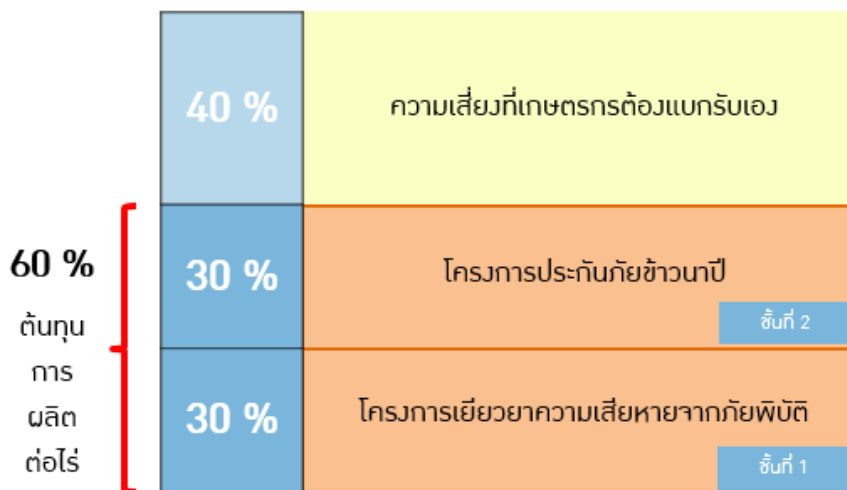 40 %
ความเสี่ยงที่เกษตรกรต้องแบกรับเอง
60 %
ต้นทุน
การ
ผลิต
ต่อไร่
30 %
โครงการประกันภัยข้าวนาปี
ชั้นที่ 2
30 %
โครงการเยียวยาความเสียหายจากภัยพิบัติ
ชั้นที่ 1